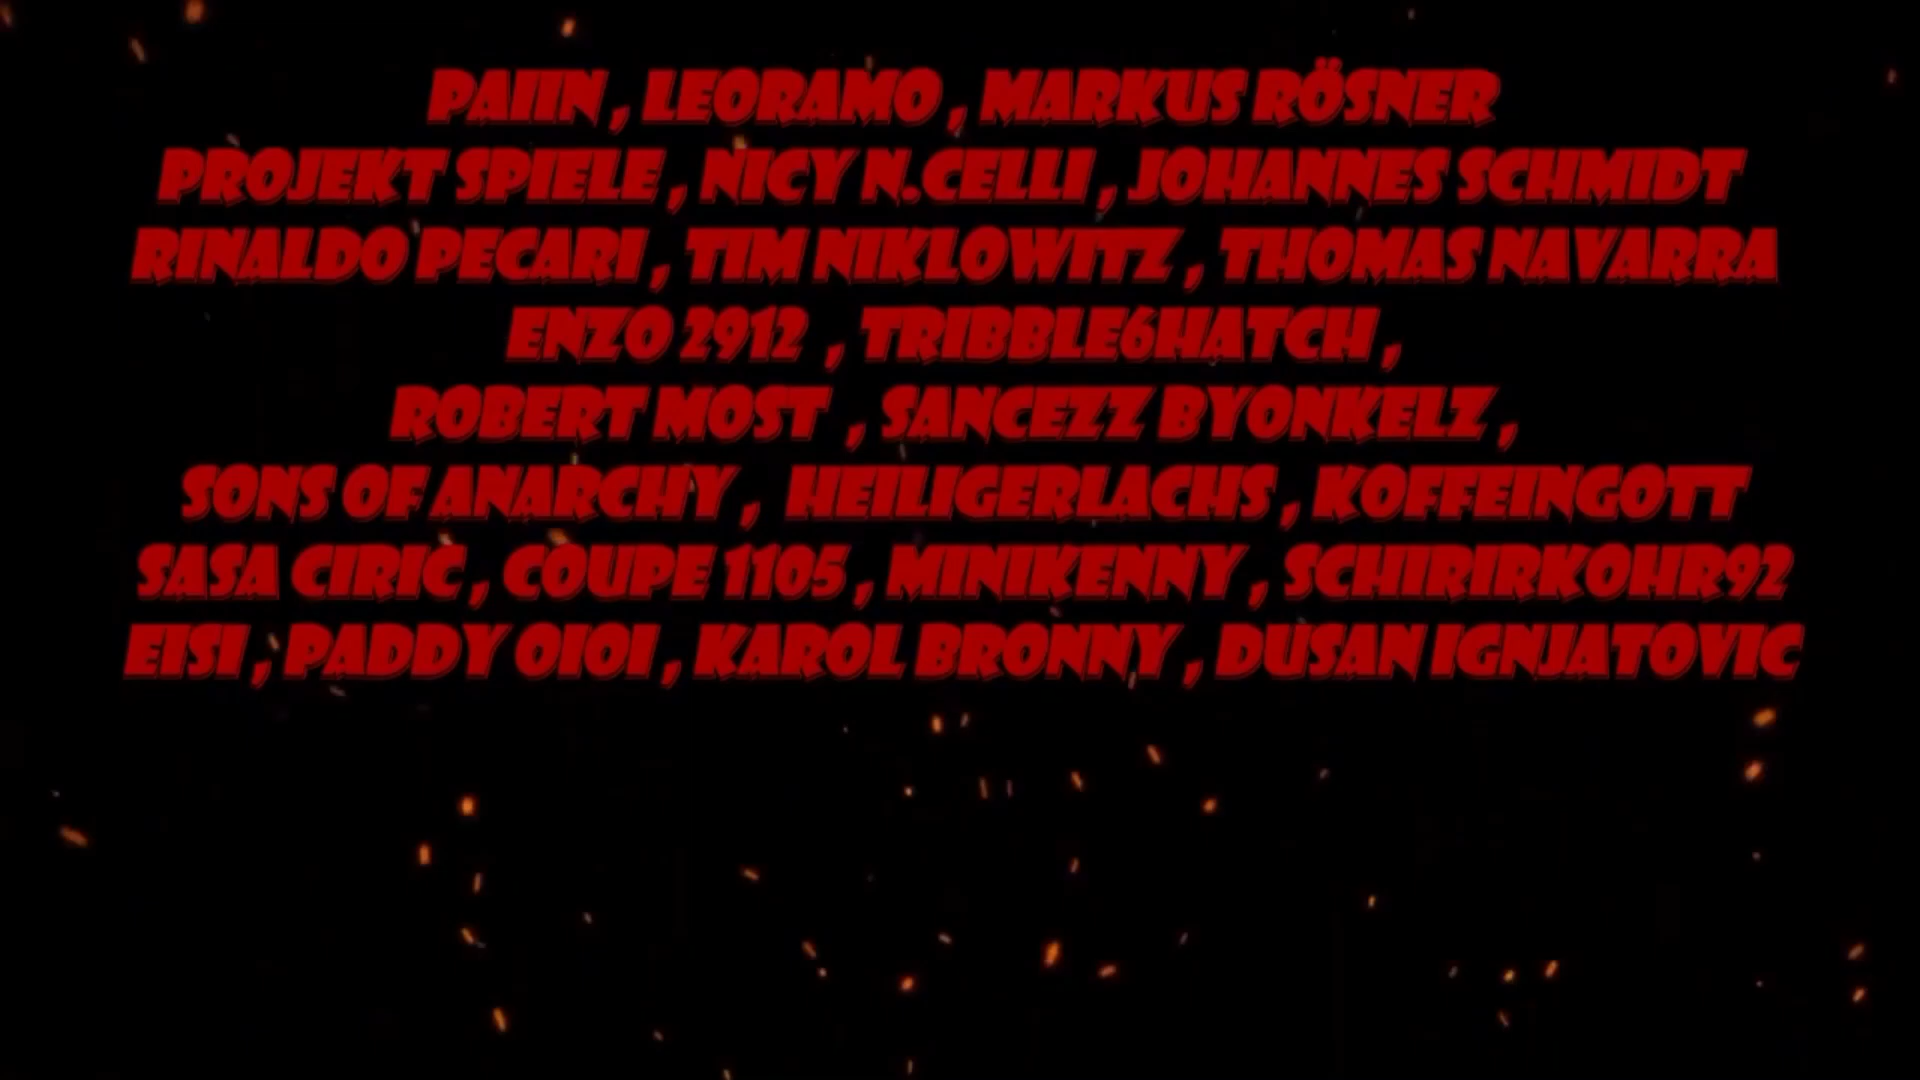 PAIIN , LEORAMO , MARKUS RÖSNER
PROJEKT SPIELE , NICY N.CELLI , JOHANNES SCHMIDT
RINALDO PECARI , TIM NIKLOWITZ , THOMAS NAVARRA
ENZO 2912 , TRIBBLE6HATCH ,
ROBERT MOST , SANCEZZ BYONKELZ ,
SONS OF ANARCHY , HEILIGERLACHS , KOFFEINGOTT
SASA CIRIC , COUPE 1105 , MINIKENNY , SCHIRIRKOHR92
EISI , PADDY OIOI , KAROL BRONNY , DUSAN IGNJATOVIC